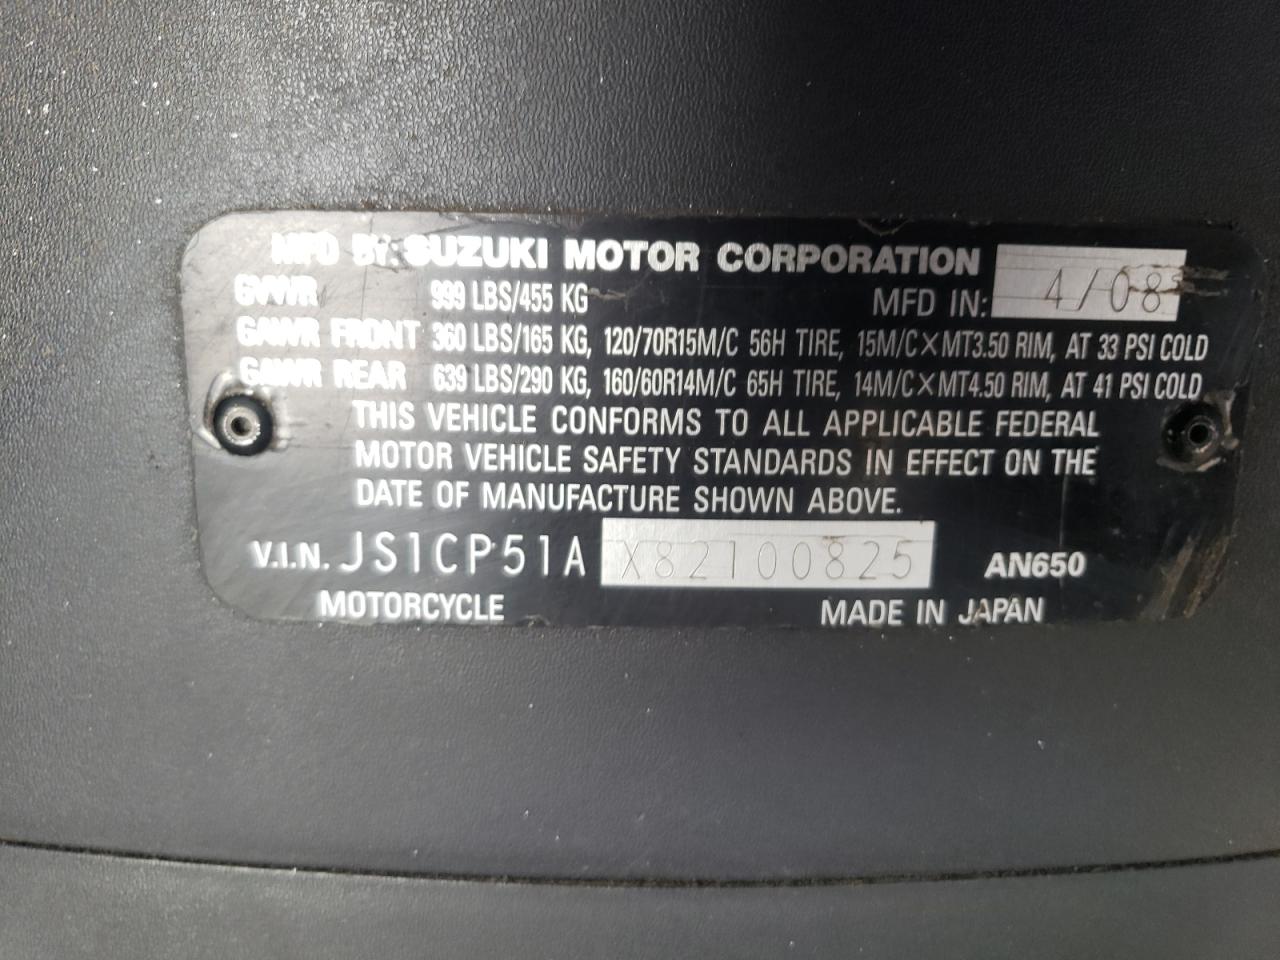 MFD BY: SUZUKI MOTOR CORPORATION
GVWR 999 LBS/455 KG MFD IN: 4/08
GAWR FRONT 360 LBS/165 KG, 120/70R15M/C 56H TIRE, 15M/C×MT3.50 RIM, AT 33 PSI COLD
GAWR REAR 639 LBS/290 KG, 160/60R14M/C 65H TIRE, 14M/C×MT4.50 RIM, AT 41 PSI COLD
THIS VEHICLE CONFORMS TO ALL APPLICABLE FEDERAL
MOTOR VEHICLE SAFETY STANDARDS IN EFFECT ON THE
DATE OF MANUFACTURE SHOWN ABOVE.
V.I.N. JS1CP51A X82100825 AN650
MOTORCYCLE MADE IN JAPAN